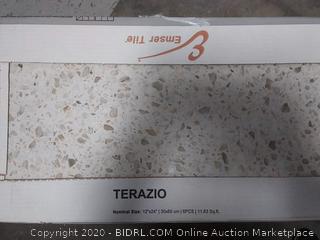 Emser Tile
TERAZIO
Nominal Size: 12"x24" | 30x60 cm | 6PCS | 11.63 Sq.ft.
Copyright 2020 - BIDRL.COM - Online Auction Marketplace